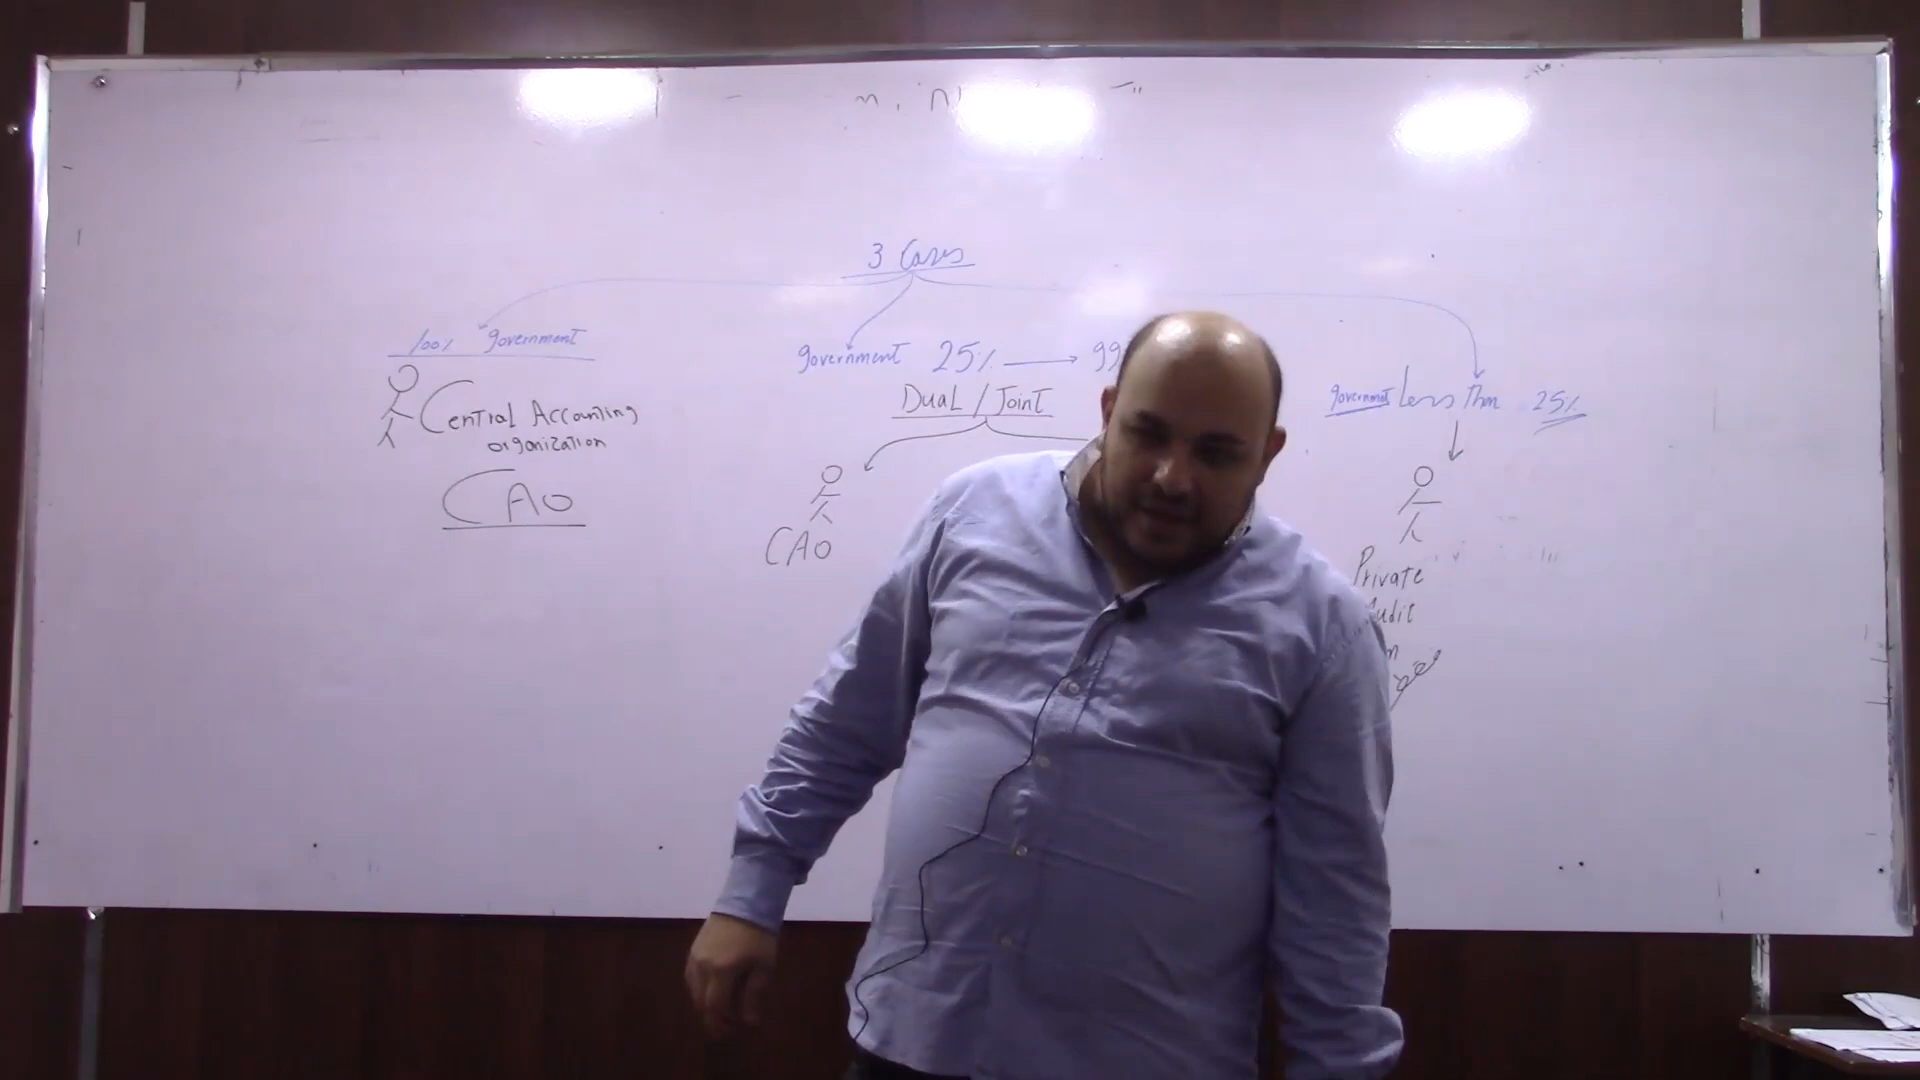 3 Cases
100% government
Central Accounting
organization
CAO
government 25% → 99
Dual / Joint
CAO
government Less Than 25%
Private